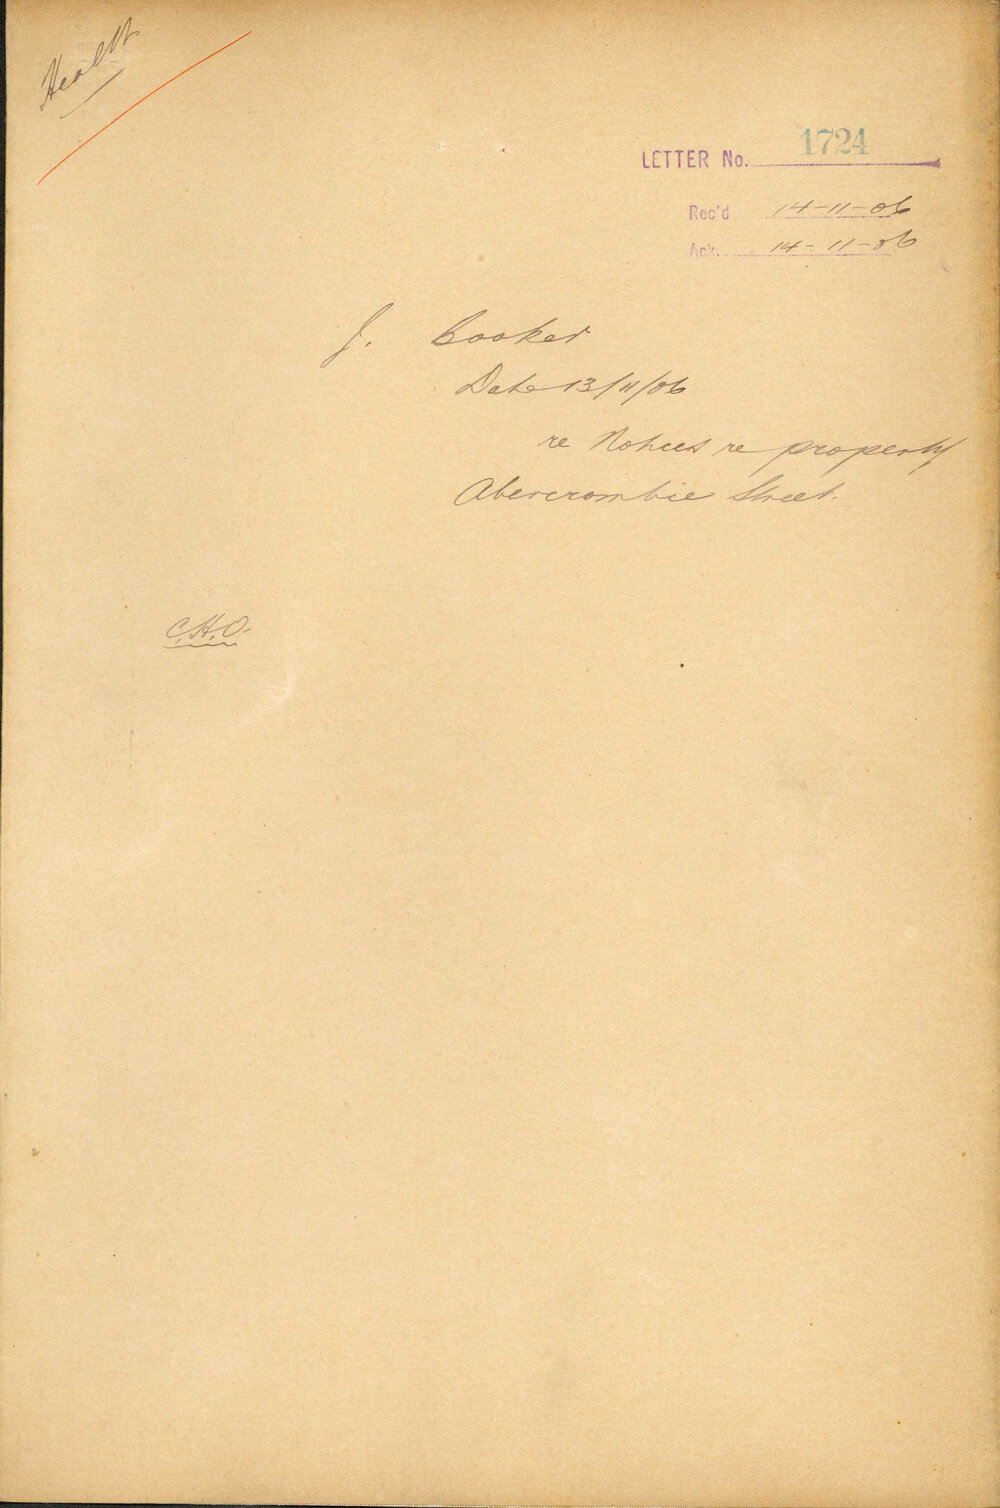 Health
LETTER No. 1724
Rec'd 14-11-06
Ack. 14-11-06
J. Booker
Date 13/11/06
re Notices re property
Abercrombie Street.
C.H.O.